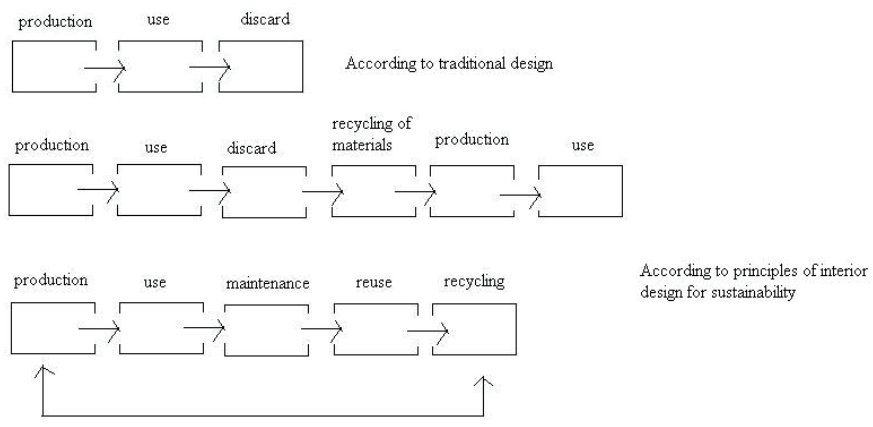 production use discard
According to traditional design
production use discard recycling of materials production use
production use maintenance reuse recycling
According to principles of interior
design for sustainability